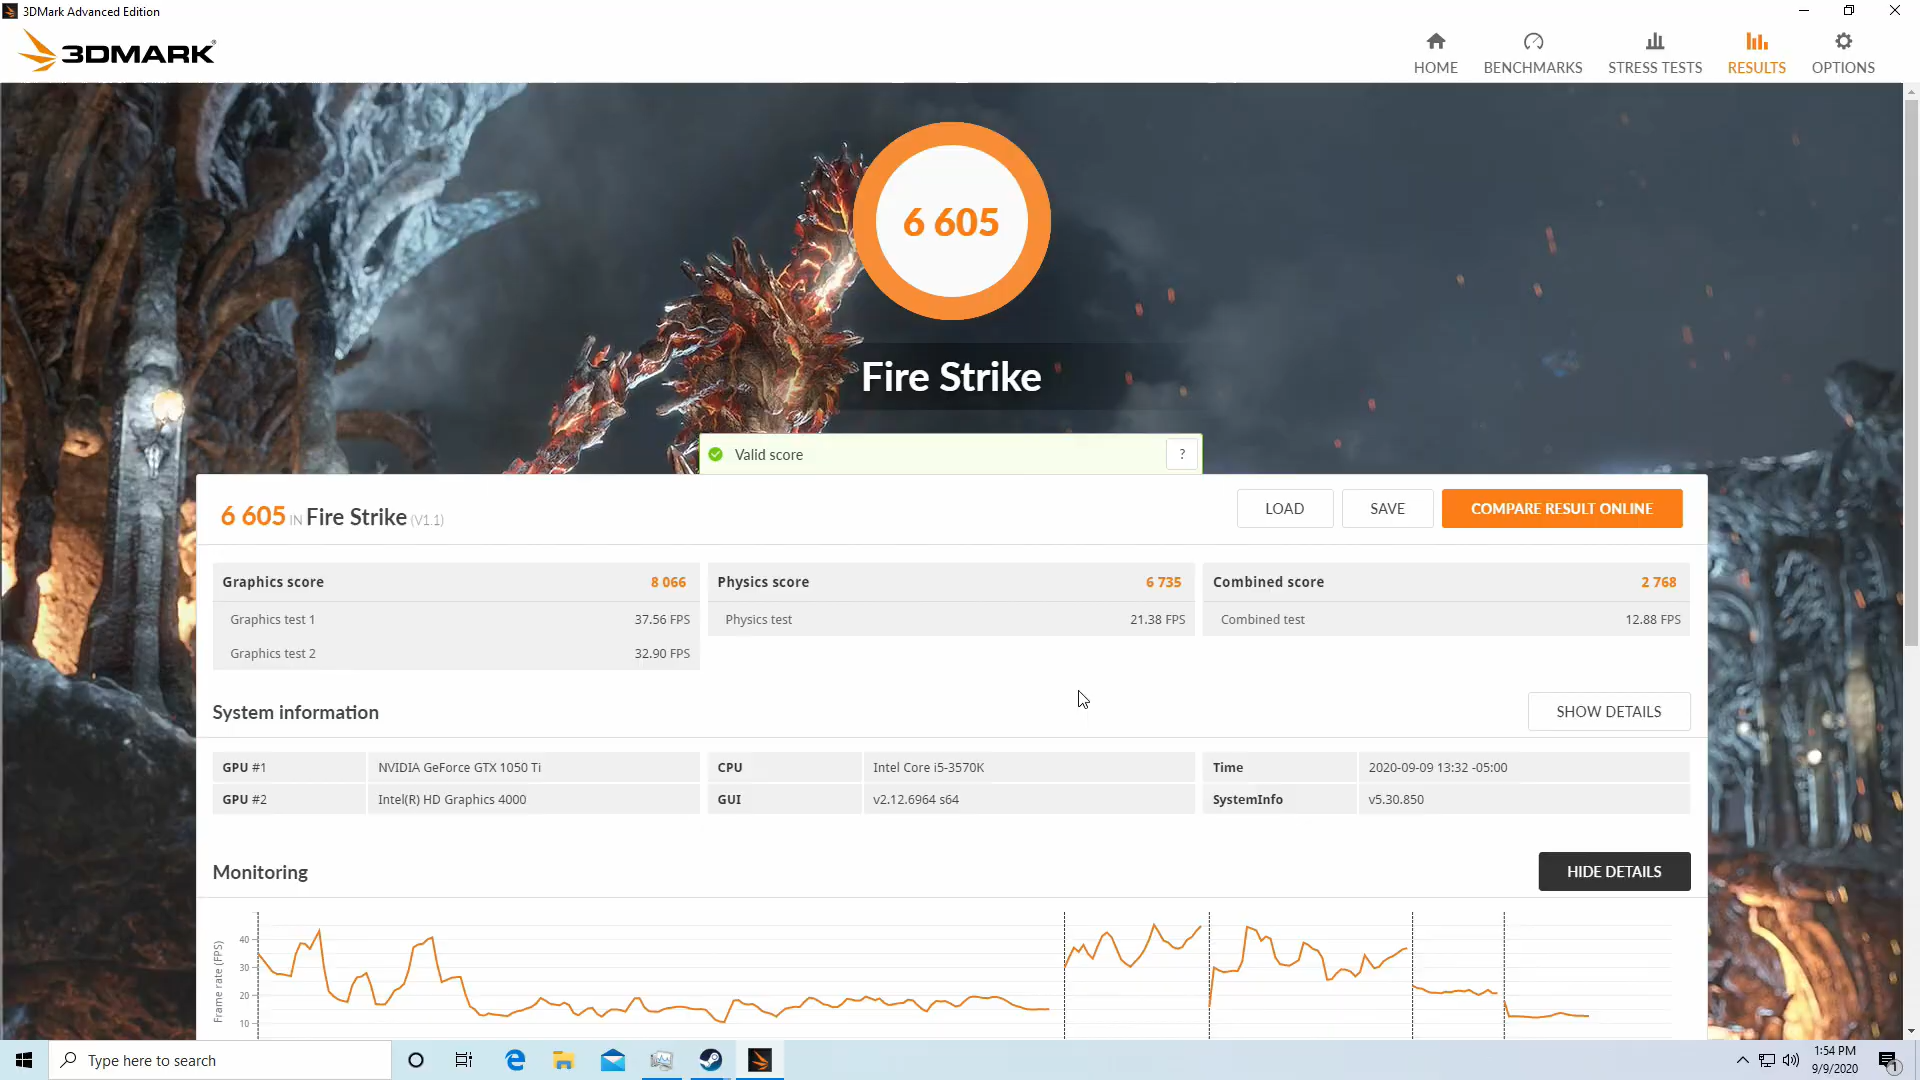 3DMark Advanced Edition
3DMARK
HOME
BENCHMARKS
STRESS TESTS
RESULTS
OPTIONS
6 605
Fire Strike
Valid score
?
6 605 IN Fire Strike (V1.1)
LOAD
SAVE
COMPARE RESULT ONLINE
Graphics score 8 066
Graphics test 1 37.56 FPS
Graphics test 2 32.90 FPS
Physics score 6 735
Physics test 21.38 FPS
Combined score 2 768
Combined test 12.88 FPS
System information
SHOW DETAILS
GPU #1 NVIDIA GeForce GTX 1050 Ti
GPU #2 Intel(R) HD Graphics 4000
CPU Intel Core i5-3570K
GUI v2.12.6964 s64
Time 2020-09-09 13:32 -05:00
SystemInfo v5.30.850
Monitoring
HIDE DETAILS
Frame rate (FPS)
40
30
20
10
Type here to search
1:54 PM
9/9/2020
1